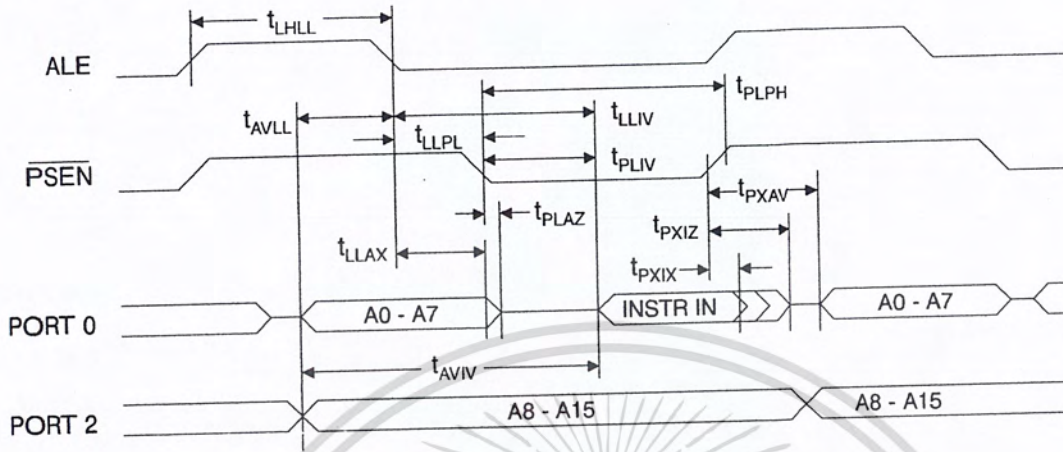 tLHLL
ALE
tPLPH
tAVLL
tLLIV
tLLPL
PSEN
tPLIV
tPXAV
tPLAZ
tPXIZ
tLLAX
tPXIX
PORT 0
A0 - A7
INSTR IN
A0 - A7
tAVIV
PORT 2
A8 - A15
A8 - A15